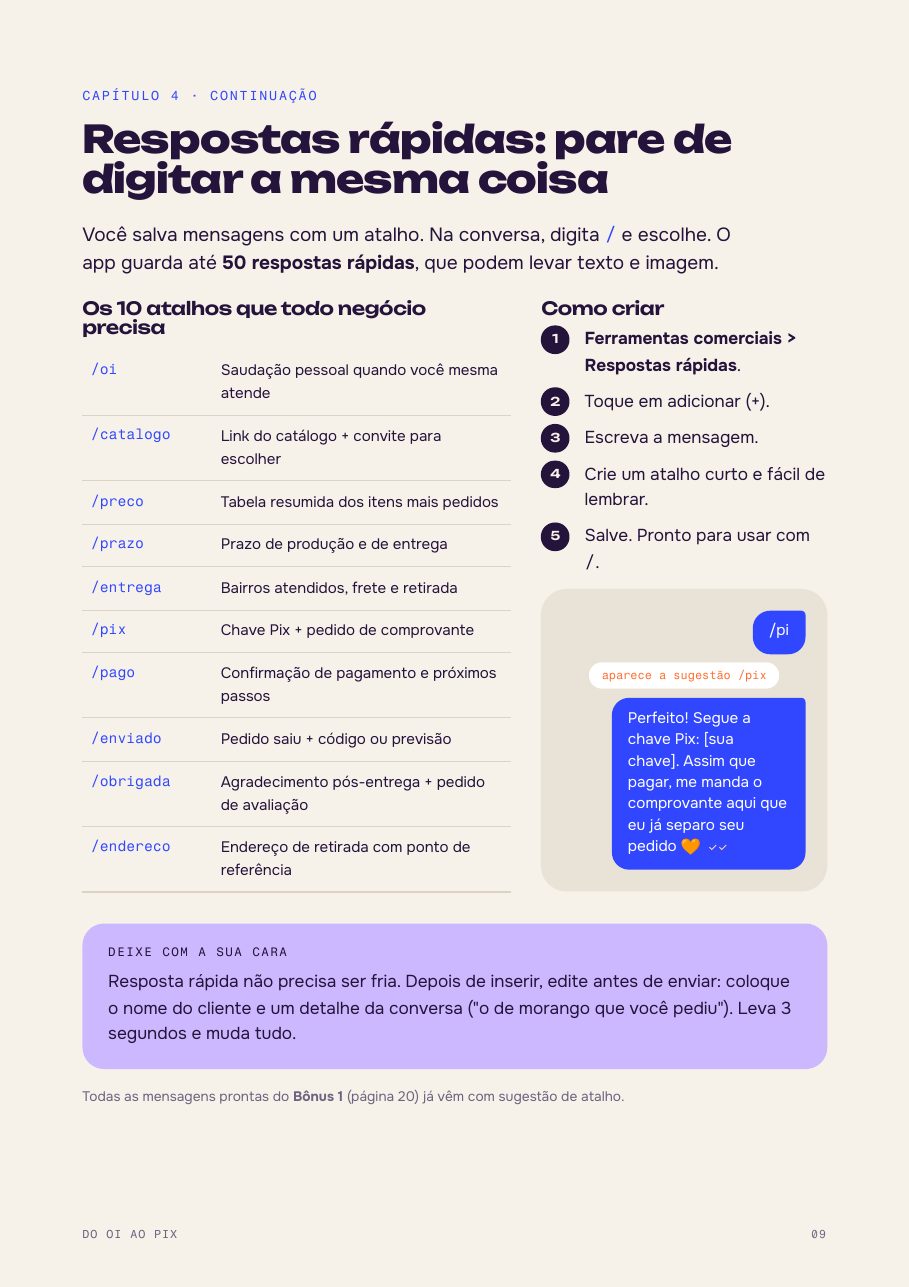 CAPÍTULO 4 · CONTINUAÇÃO
Respostas rápidas: pare de
digitar a mesma coisa
Você salva mensagens com um atalho. Na conversa, digita / e escolhe. O
app guarda até 50 respostas rápidas, que podem levar texto e imagem.
Os 10 atalhos que todo negócio
precisa
/oi Saudação pessoal quando você mesma
atende
/catalogo Link do catálogo + convite para
escolher
/preco Tabela resumida dos itens mais pedidos
/prazo Prazo de produção e de entrega
/entrega Bairros atendidos, frete e retirada
/pix Chave Pix + pedido de comprovante
/pago Confirmação de pagamento e próximos
passos
/enviado Pedido saiu + código ou previsão
/obrigada Agradecimento pós-entrega + pedido
de avaliação
/endereco Endereço de retirada com ponto de
referência
Como criar
1 Ferramentas comerciais >
Respostas rápidas.
2 Toque em adicionar (+).
3 Escreva a mensagem.
4 Crie um atalho curto e fácil de
lembrar.
5 Salve. Pronto para usar com
/.
/pi
aparece a sugestão /pix
Perfeito! Segue a
chave Pix: [sua
chave]. Assim que
pagar, me manda o
comprovante aqui que
eu já separo seu
pedido 🧡 ✓✓
DEIXE COM A SUA CARA
Resposta rápida não precisa ser fria. Depois de inserir, edite antes de enviar: coloque
o nome do cliente e um detalhe da conversa ("o de morango que você pediu"). Leva 3
segundos e muda tudo.
Todas as mensagens prontas do Bônus 1 (página 20) já vêm com sugestão de atalho.
DO OI AO PIX
09